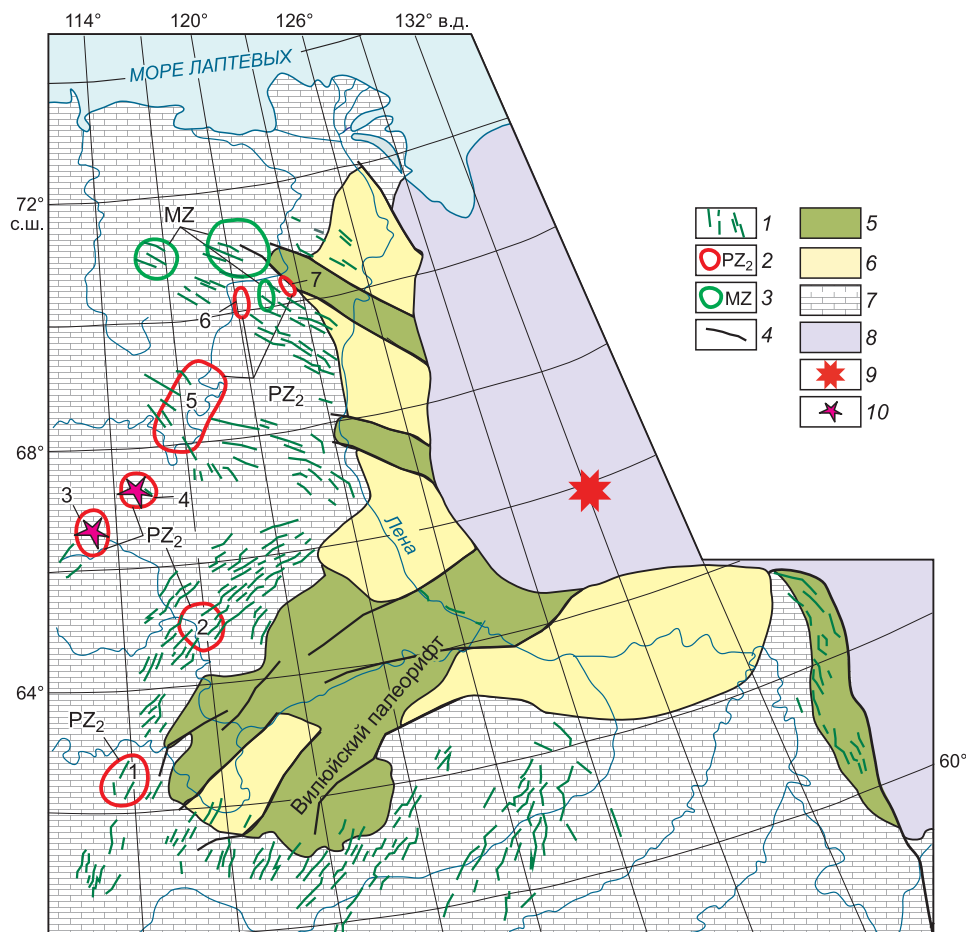 114° 120° 126° 132° в.д.
МОРЕ ЛАПТЕВЫХ
72°
с.ш.
MZ
7
6
PZ₂
5
68°
3
4
PZ₂
Лена
2
64°
PZ₂
1
Вилюйский палеорифт
60°
1
PZ₂ 2
MZ 3
4
5
6
7
8
9
10